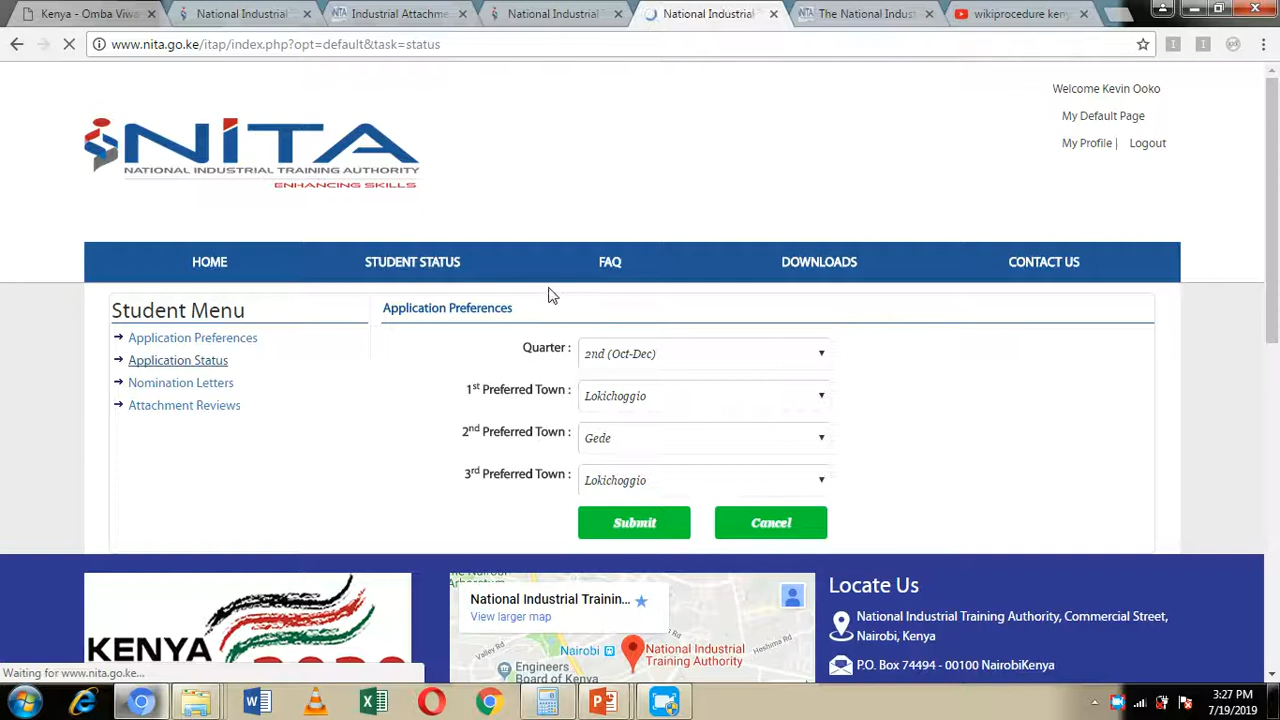 Kenya - Omba Viwa
National Industrial
Industrial Attachme
National Industrial T
National Industrial
The National Indust
wikiprocedure keny
www.nita.go.ke/itap/index.php?opt=default&task=status
Welcome Kevin Ooko
My Default Page
My Profile | Logout
NITA
NATIONAL INDUSTRIAL TRAINING AUTHORITY
ENHANCING SKILLS
HOME STUDENT STATUS FAQ DOWNLOADS CONTACT US
Student Menu
Application Preferences
Application Status
Nomination Letters
Attachment Reviews
Application Preferences
Quarter : 2nd (Oct-Dec)
1st Preferred Town : Lokichoggio
2nd Preferred Town : Gede
3rd Preferred Town : Lokichoggio
Submit Cancel
KENYA
National Industrial Trainin...
View larger map
Valley Rd
Nairobi
Engineers
Board of Kenya
Heshima Rd
National Industrial
Training Authority
Locate Us
National Industrial Training Authority, Commercial Street,
Nairobi, Kenya
P.O. Box 74494 - 00100 NairobiKenya
Waiting for www.nita.go.ke...
3:27 PM
7/19/2019